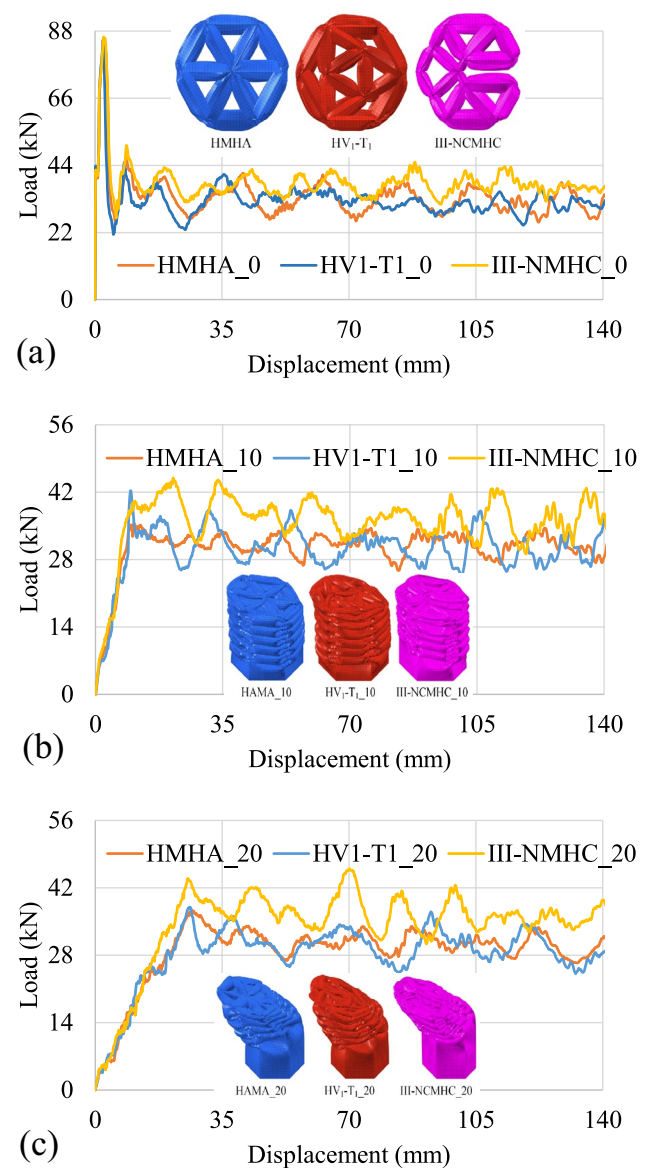 88
66
44
22
0
Load (kN)
HMHA
HV₁-T₁
III-NCMHC
HMHA_0
HV1-T1_0
III-NMHC_0
0
35
70
105
140
Displacement (mm)
(a)
56
42
28
14
0
Load (kN)
HMHA_10
HV1-T1_10
III-NMHC_10
HAMA_10
HV₁-T₁_10
III-NCMHC_10
0
35
70
105
140
Displacement (mm)
(b)
56
42
28
14
0
Load (kN)
HMHA_20
HV1-T1_20
III-NMHC_20
HAMA_20
HV₁-T₁_20
III-NCMHC_20
0
35
70
105
140
Displacement (mm)
(c)